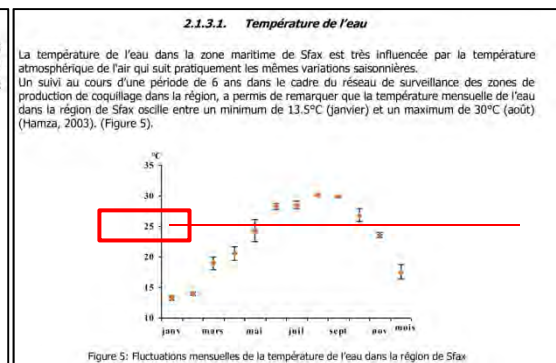 2.1.3.1. Température de l'eau
La température de l'eau dans la zone maritime de Sfax est très influencée par la température
atmosphérique de l'air qui suit pratiquement les mêmes variations saisonnières.
Un suivi au cours d'une période de 6 ans dans le cadre du réseau de surveillance des zones de
production de coquillage dans la région, a permis de remarquer que la température mensuelle de l'eau
dans la région de Sfax oscille entre un minimum de 13.5°C (janvier) et un maximum de 30°C (août)
(Hamza, 2003). (Figure 5).
°C
35
30
25
20
15
10
janv mars mai juil sept nov mois
Figure 5: Fluctuations mensuelles de la température de l'eau dans la région de Sfax